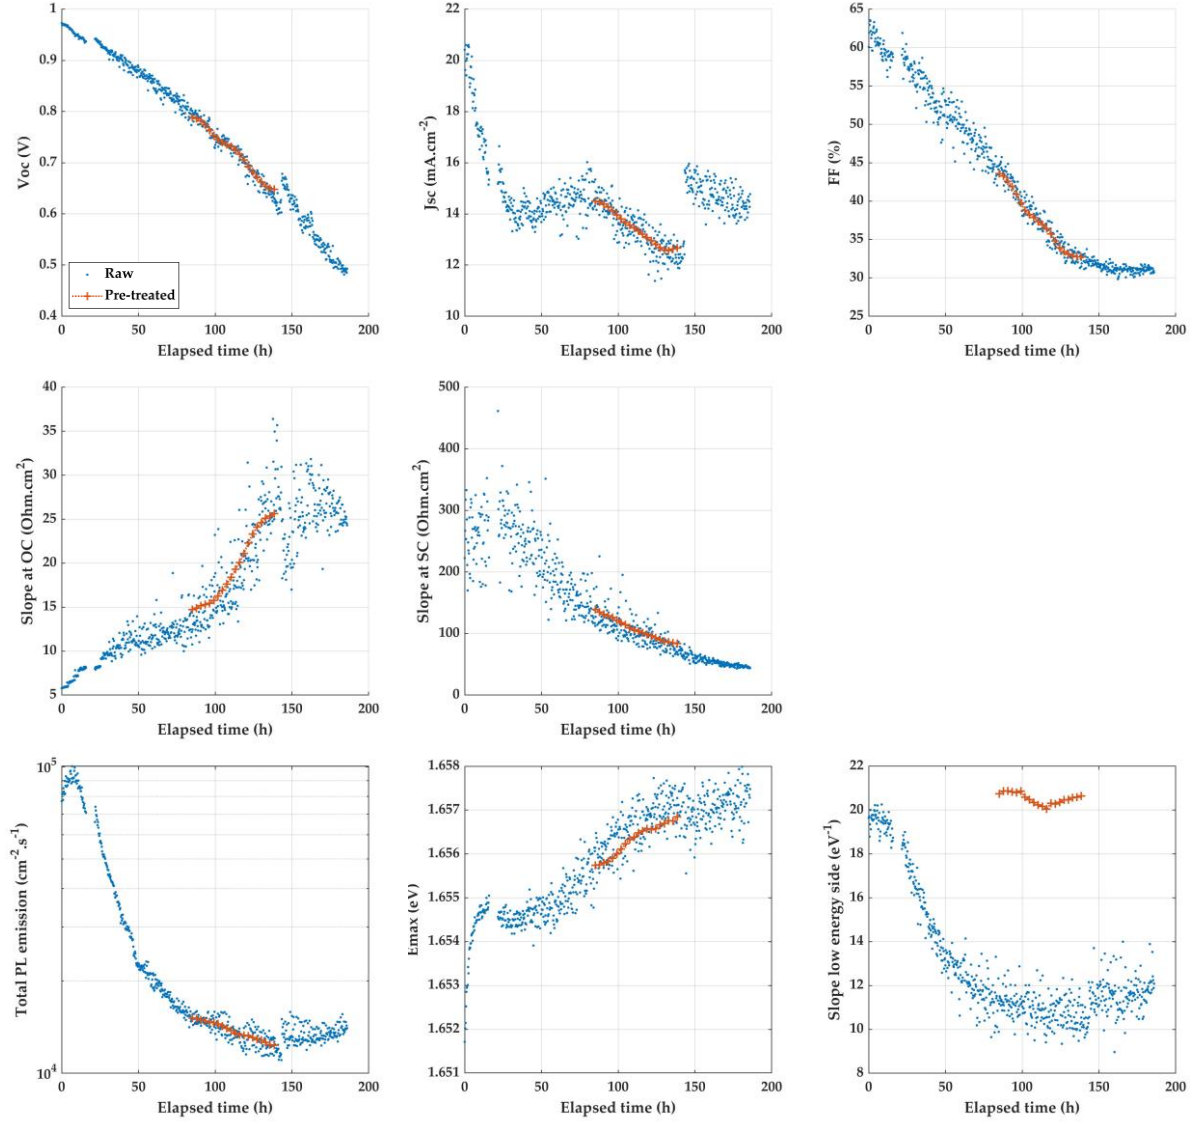 1
0.9
0.8
0.7
0.6
0.5
0.4
Voc (V)
Raw
Pre-treated
0 50 100 150 200
Elapsed time (h)
22
20
18
16
14
12
10
Jsc (mA.cm⁻²)
0 50 100 150 200
Elapsed time (h)
65
60
55
50
45
40
35
30
25
FF (%)
0 50 100 150 200
Elapsed time (h)
40
35
30
25
20
15
10
5
Slope at OC (Ohm.cm²)
0 50 100 150 200
Elapsed time (h)
500
400
300
200
100
0
Slope at SC (Ohm.cm²)
0 50 100 150 200
Elapsed time (h)
10⁵
10⁴
Total PL emission (cm⁻².s⁻¹)
0 50 100 150 200
Elapsed time (h)
1.658
1.657
1.656
1.655
1.654
1.653
1.652
1.651
Emax (eV)
0 50 100 150 200
Elapsed time (h)
22
20
18
16
14
12
10
8
Slope low energy side (eV⁻¹)
0 50 100 150 200
Elapsed time (h)